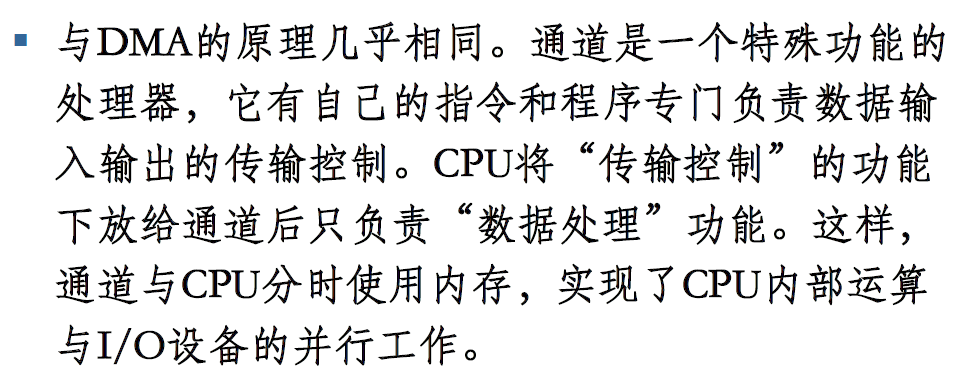 与DMA的原理几乎相同。通道是一个特殊功能的
处理器，它有自己的指令和程序专门负责数据输
入输出的传输控制。CPU将“传输控制”的功能
下放给通道后只负责“数据处理”功能。这样，
通道与CPU分时使用内存，实现了CPU内部运算
与I/O设备的并行工作。